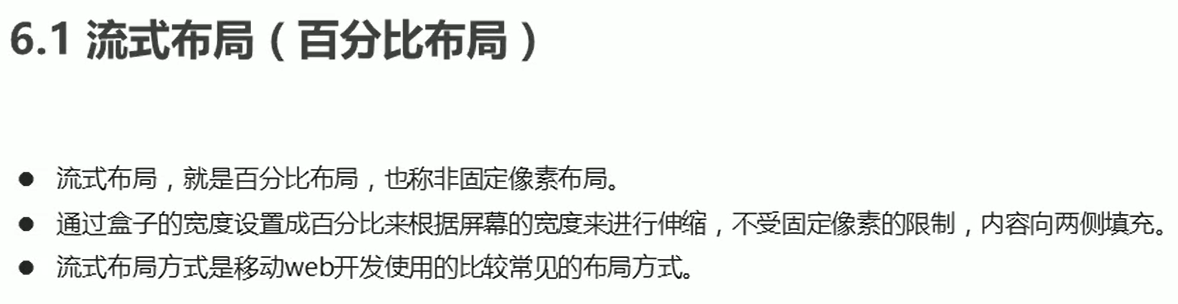 6.1 流式布局（百分比布局）
● 流式布局，就是百分比布局，也称非固定像素布局。
● 通过盒子的宽度设置成百分比来根据屏幕的宽度来进行伸缩，不受固定像素的限制，内容向两侧填充。
● 流式布局方式是移动web开发使用的比较常见的布局方式。